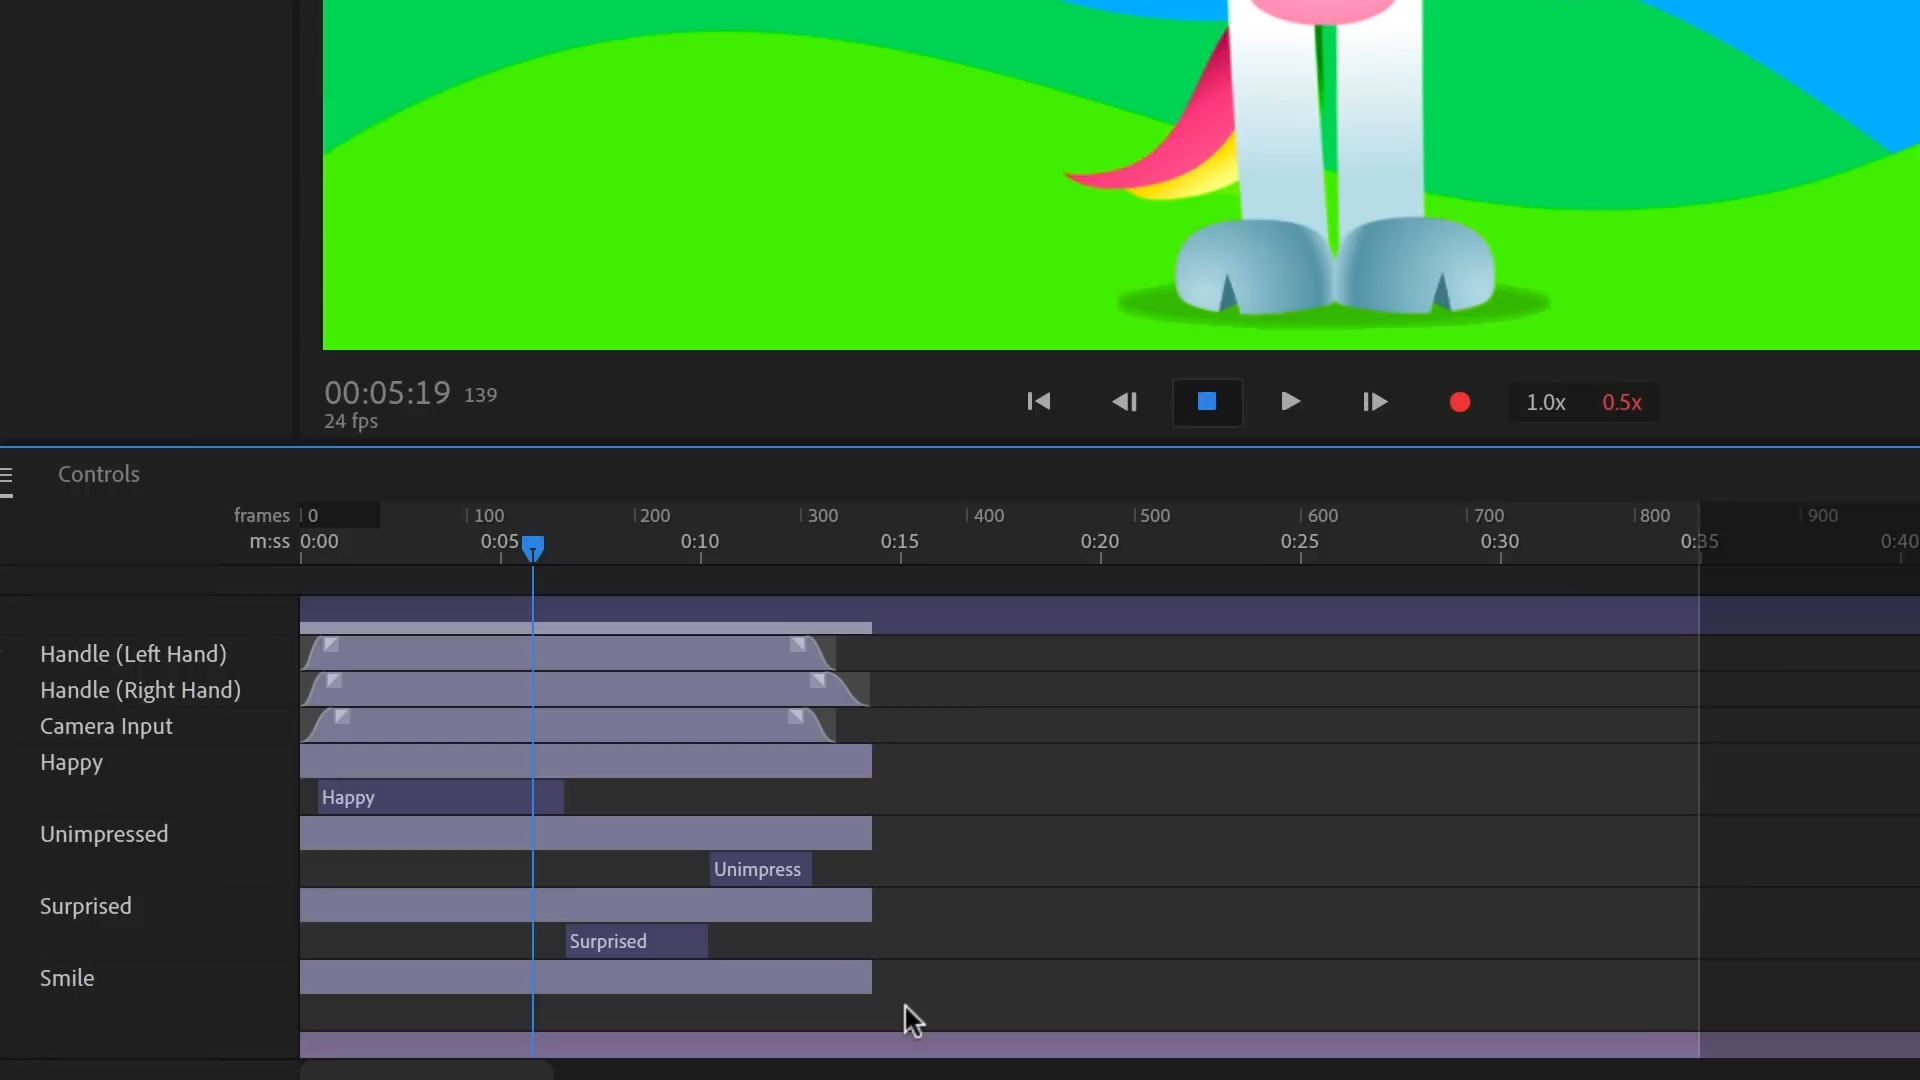 00:05:19 139
24 fps
1.0x 0.5x
Controls
frames 0 100 200 300 400 500 600 700 800 900
m:ss 0:00 0:05 0:10 0:15 0:20 0:25 0:30 0:35 0:40
Handle (Left Hand)
Handle (Right Hand)
Camera Input
Happy
Happy
Unimpressed
Unimpress
Surprised
Surprised
Smile